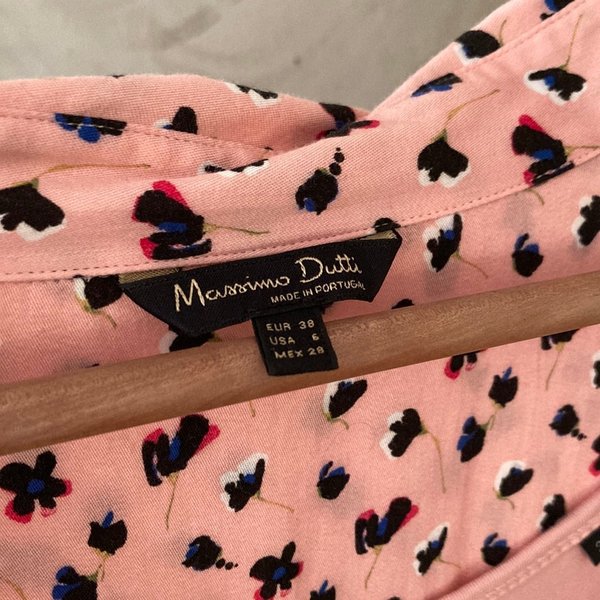 Massimo Dutti
MADE IN PORTUGAL
EUR 38
USA 6
MEX 28